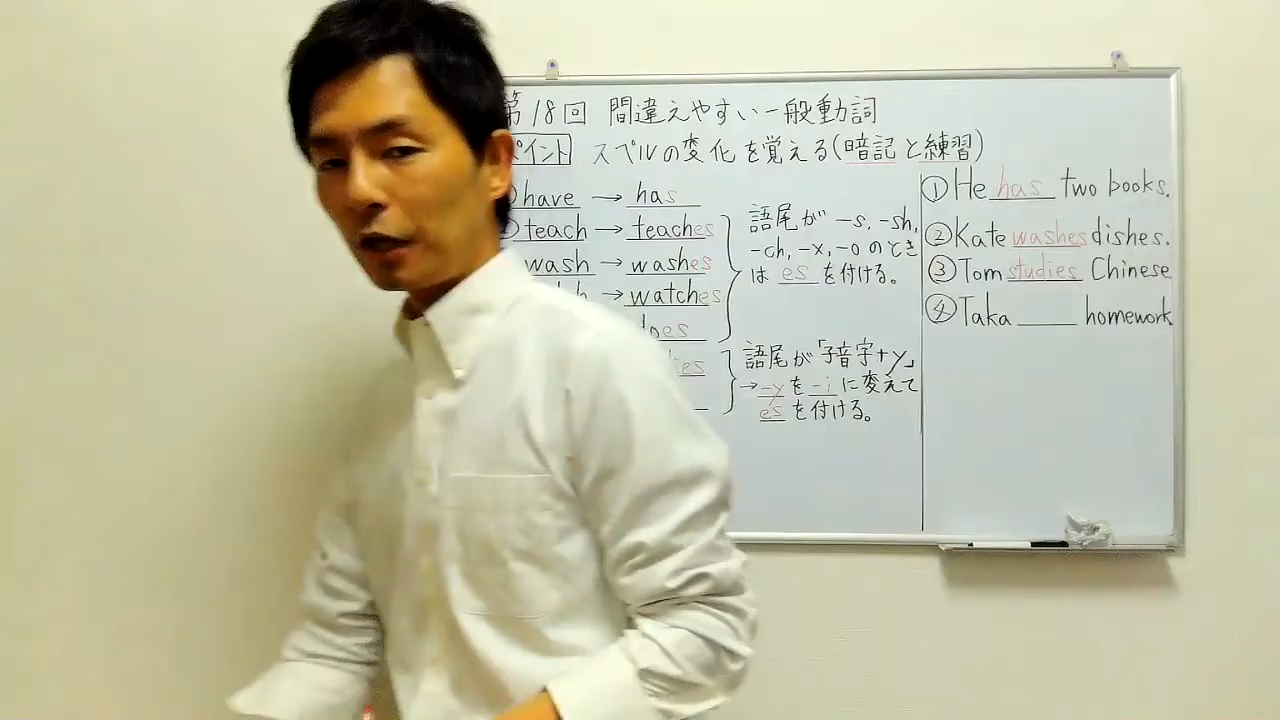 第18回 間違えやすい一般動詞
イント スペルの変化を覚える(暗記と練習)
have → has
teach → teaches
wash → washes
→ watches
does
ies
語尾が -s, -sh,
-ch, -x, -o のとき
は es を付ける。
語尾が「子音字+y」
→ -y を -i に変えて
es を付ける。
① He has two books.
② Kate washes dishes.
③ Tom studies Chinese
④ Taka ____ homework